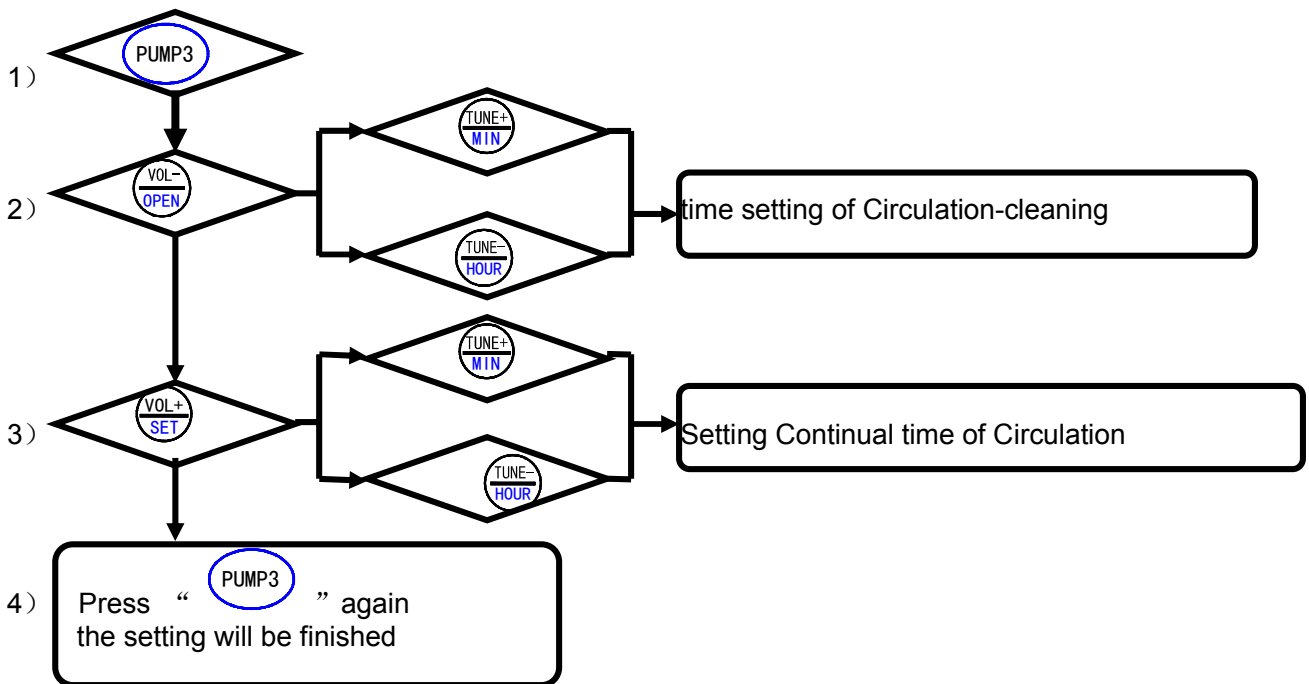 PUMP3
1）
TUNE+
MIN
VOL-
OPEN
2）
time setting of Circulation-cleaning
TUNE-
HOUR
TUNE+
MIN
VOL+
SET
3）
Setting Continual time of Circulation
TUNE-
HOUR
PUMP3
4）
Press “ ”again
the setting will be finished